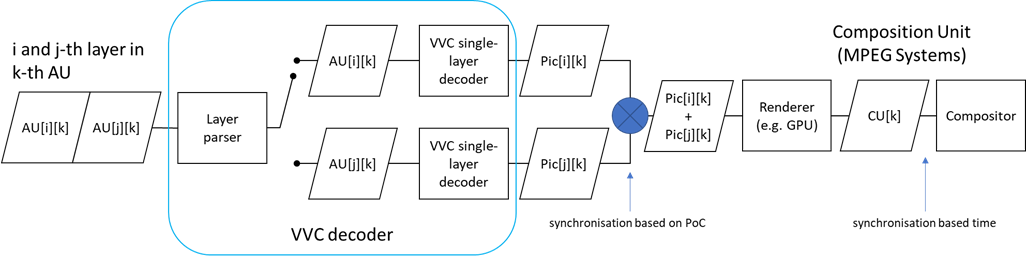 i and j-th layer in
k-th AU
AU[i][k]
AU[j][k]
Layer
parser
AU[i][k]
VVC single-
layer
decoder
Pic[i][k]
AU[j][k]
VVC single-
layer
decoder
Pic[j][k]
VVC decoder
Pic[i][k]
+
Pic[j][k]
synchronisation based on PoC
Renderer
(e.g. GPU)
Composition Unit
(MPEG Systems)
CU[k]
Compositor
synchronisation based time